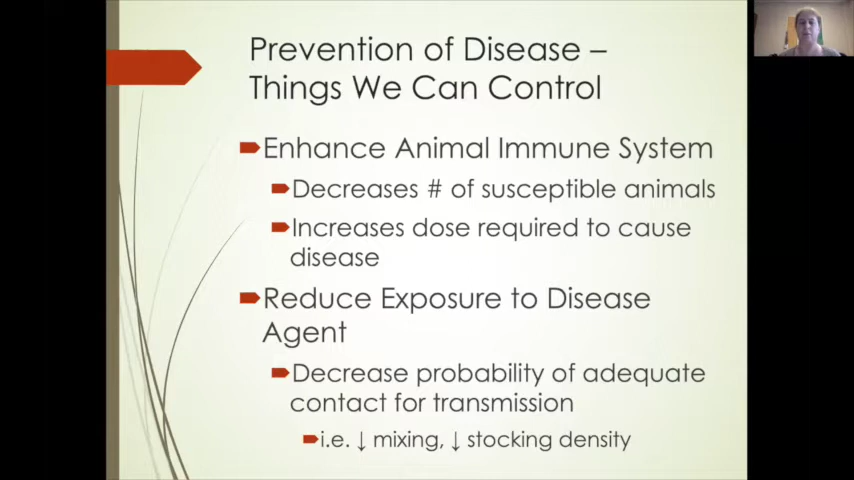 Prevention of Disease –
Things We Can Control
Enhance Animal Immune System
Decreases # of susceptible animals
Increases dose required to cause
disease
Reduce Exposure to Disease
Agent
Decrease probability of adequate
contact for transmission
i.e. ↓ mixing, ↓ stocking density